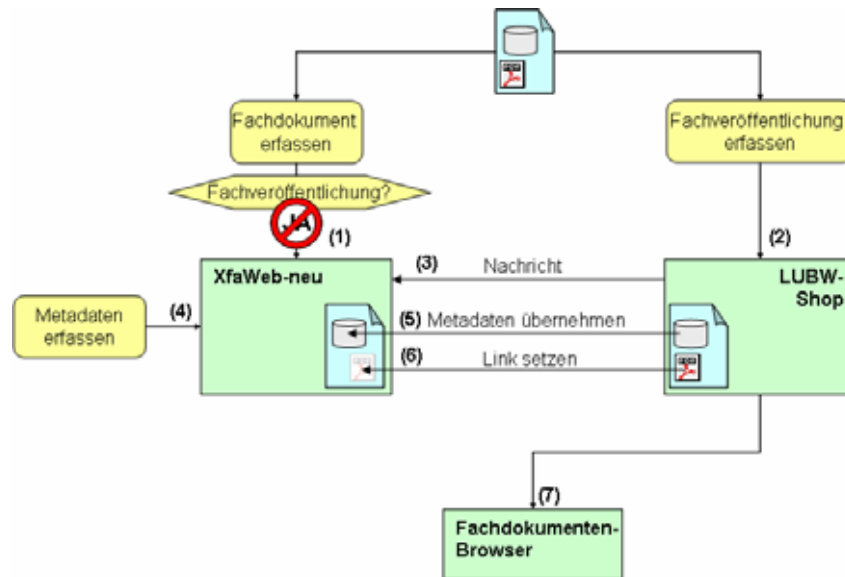 Fachdokument
erfassen
Fachveröffentlichung
erfassen
Fachveröffentlichung?
JA
(1)
(2)
XfaWeb-neu
(3)
Nachricht
LUBW-
Shop
Metadaten
erfassen
(4)
(5) Metadaten übernehmen
(6)
Link setzen
(7)
Fachdokumenten-
Browser